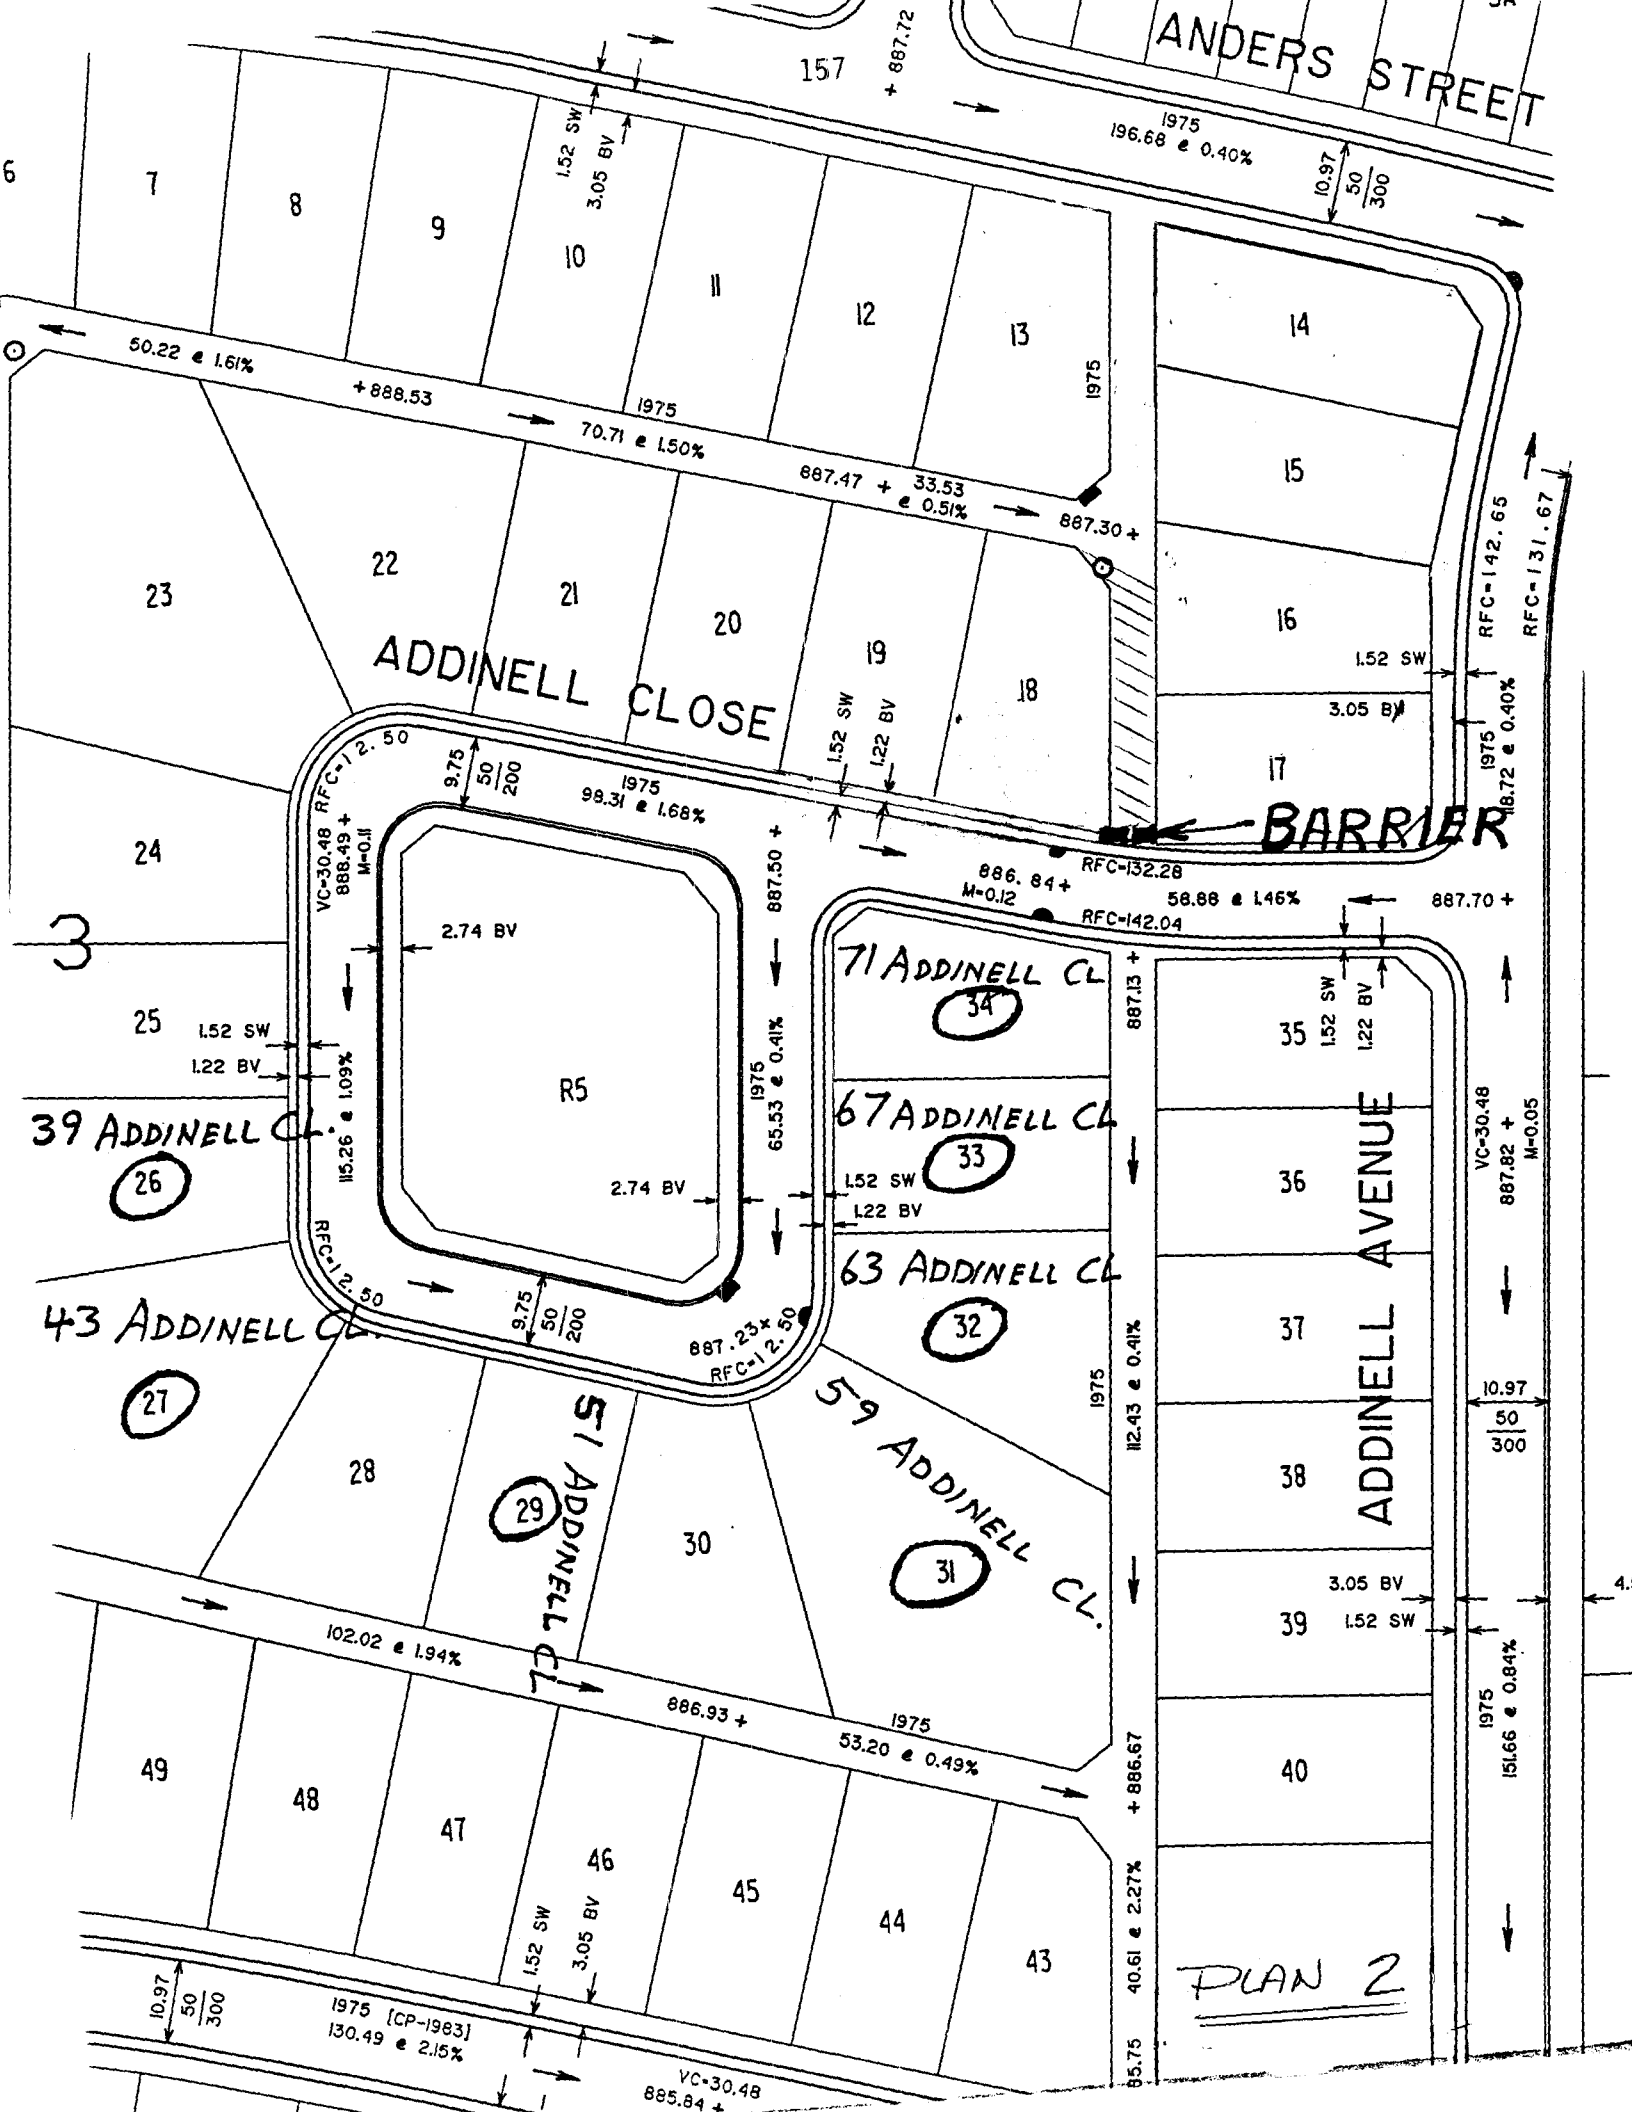 ANDERS STREET
157
+ 887.72
1975
196.68 @ 0.40%
10.97
50
300
1.52 SW
3.05 BV
6
7
8
9
10
11
12
13
14
15
16
17
1975
50.22 @ 1.61%
+ 888.53
1975
70.71 @ 1.50%
887.47 +
33.53
@ 0.51%
887.30 +
RFC=142.65
RFC=131.67
1.52 SW
3.05 BV
1975
18.72 @ 0.40%
23
22
21
20
19
18
ADDINELL CLOSE
1.52 SW
1.22 BV
RFC=12.50
9.75
50
200
1975
98.31 @ 1.68%
BARRIER
VC=30.48
888.49 +
M=0.11
887.50 +
886.84+
M=0.12
RFC=132.28
58.88 @ 1.46%
887.70 +
RFC=142.04
24
3
25
2.74 BV
71 ADDINELL CL
34
887.13 +
35
1.52 SW
1.22 BV
1.52 SW
1.22 BV
115.26 @ 1.09%
R5
1975
65.53 @ 0.41%
39 ADDINELL CL.
26
67 ADDINELL CL
33
36
VC=30.48
887.82 +
M=0.05
2.74 BV
1.52 SW
1.22 BV
ADDINELL AVENUE
RFC=12.50
43 ADDINELL CL.
27
63 ADDINELL CL
32
37
9.75
50
200
887.23x
RFC=12.50
1975
112.43 @ 0.41%
10.97
50
300
28
29
51 ADDINELL CL
30
59 ADDINELL CL.
31
38
39
3.05 BV
1.52 SW
4.
102.02 @ 1.94%
886.93 +
1975
53.20 @ 0.49%
+ 886.67
1975
151.66 @ 0.84%
40
49
48
47
46
45
44
43
1.52 SW
3.05 BV
40.61 @ 2.27%
PLAN 2
10.97
50
300
1975 [CP-1983]
130.49 @ 2.15%
VC=30.48
885.84 +